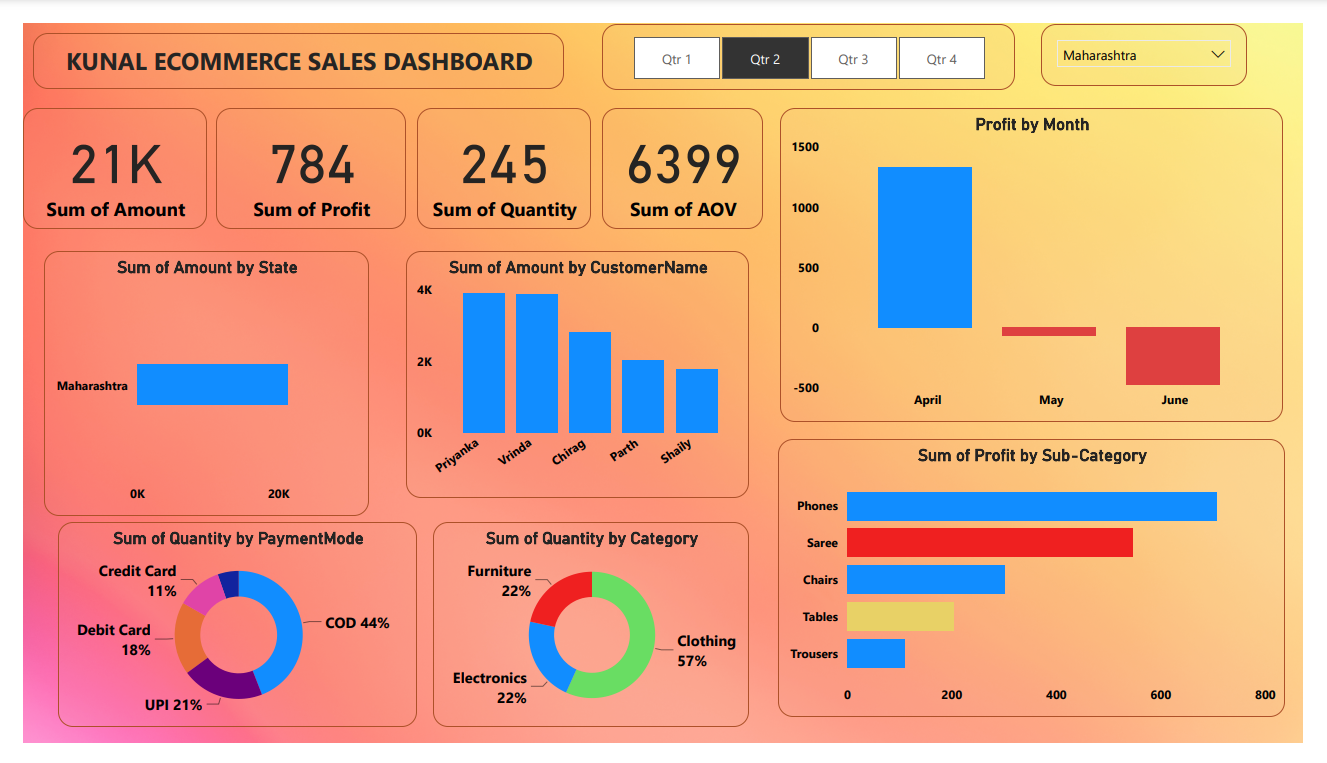 KUNAL ECOMMERCE SALES DASHBOARD
Qtr 1
Qtr 2
Qtr 3
Qtr 4
Maharashtra
21K
Sum of Amount
784
Sum of Profit
245
Sum of Quantity
6399
Sum of AOV
Profit by Month
1500
1000
500
0
-500
April
May
June
Sum of Amount by State
Maharashtra
0K
20K
Sum of Amount by CustomerName
4K
2K
0K
Priyanka
Vrinda
Chirag
Parth
Shaily
Sum of Profit by Sub-Category
Phones
Saree
Chairs
Tables
Trousers
0
200
400
600
800
Sum of Quantity by PaymentMode
Credit Card
11%
Debit Card
18%
UPI 21%
COD 44%
Sum of Quantity by Category
Furniture
22%
Electronics
22%
Clothing
57%